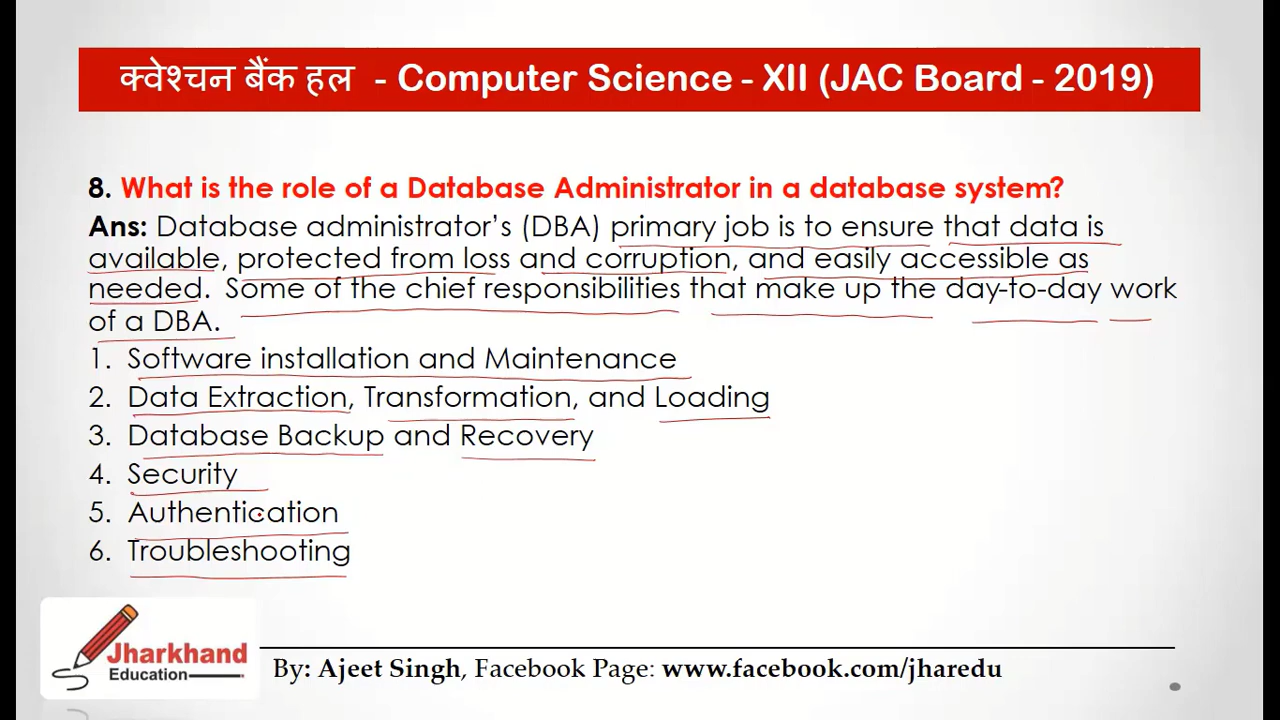 क्वेश्चन बैंक हल - Computer Science - XII (JAC Board - 2019)
8. What is the role of a Database Administrator in a database system?
Ans: Database administrator's (DBA) primary job is to ensure that data is
available, protected from loss and corruption, and easily accessible as
needed. Some of the chief responsibilities that make up the day-to-day work
of a DBA.
1. Software installation and Maintenance
2. Data Extraction, Transformation, and Loading
3. Database Backup and Recovery
4. Security
5. Authentication
6. Troubleshooting
Jharkhand
Education
By: Ajeet Singh, Facebook Page: www.facebook.com/jharedu